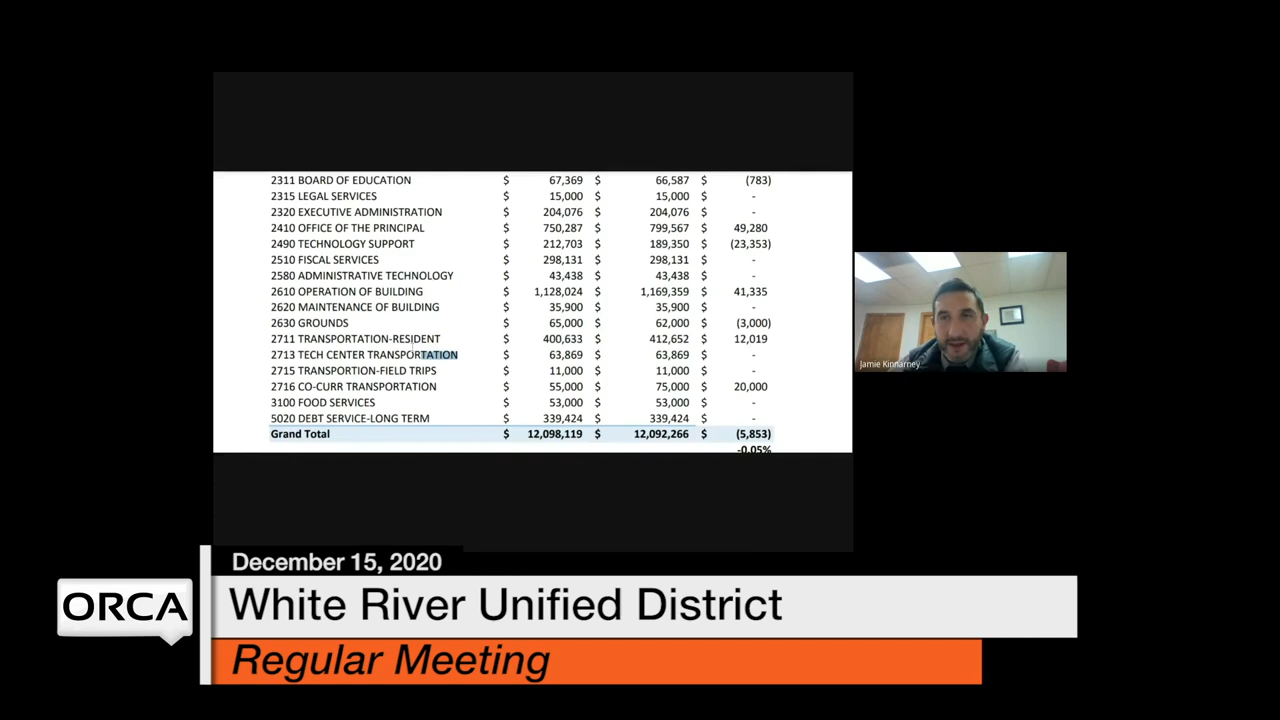 2311 BOARD OF EDUCATION $ 67,369 $ 66,587 $ (783)
2315 LEGAL SERVICES $ 15,000 $ 15,000 $ -
2320 EXECUTIVE ADMINISTRATION $ 204,076 $ 204,076 $ -
2410 OFFICE OF THE PRINCIPAL $ 750,287 $ 799,567 $ 49,280
2490 TECHNOLOGY SUPPORT $ 212,703 $ 189,350 $ (23,353)
2510 FISCAL SERVICES $ 298,131 $ 298,131 $ -
2580 ADMINISTRATIVE TECHNOLOGY $ 43,438 $ 43,438 $ -
2610 OPERATION OF BUILDING $ 1,128,024 $ 1,169,359 $ 41,335
2620 MAINTENANCE OF BUILDING $ 35,900 $ 35,900 $ -
2630 GROUNDS $ 65,000 $ 62,000 $ (3,000)
2711 TRANSPORTATION-RESIDENT $ 400,633 $ 412,652 $ 12,019
2713 TECH CENTER TRANSPORTATION $ 63,869 $ 63,869 $ -
2715 TRANSPORTION-FIELD TRIPS $ 11,000 $ 11,000 $ -
2716 CO-CURR TRANSPORTATION $ 55,000 $ 75,000 $ 20,000
3100 FOOD SERVICES $ 53,000 $ 53,000 $ -
5020 DEBT SERVICE-LONG TERM $ 339,424 $ 339,424 $ -
Grand Total $ 12,098,119 $ 12,092,266 $ (5,853)
-0.05%
Jamie Kinnarney
December 15, 2020
ORCA
White River Unified District
Regular Meeting